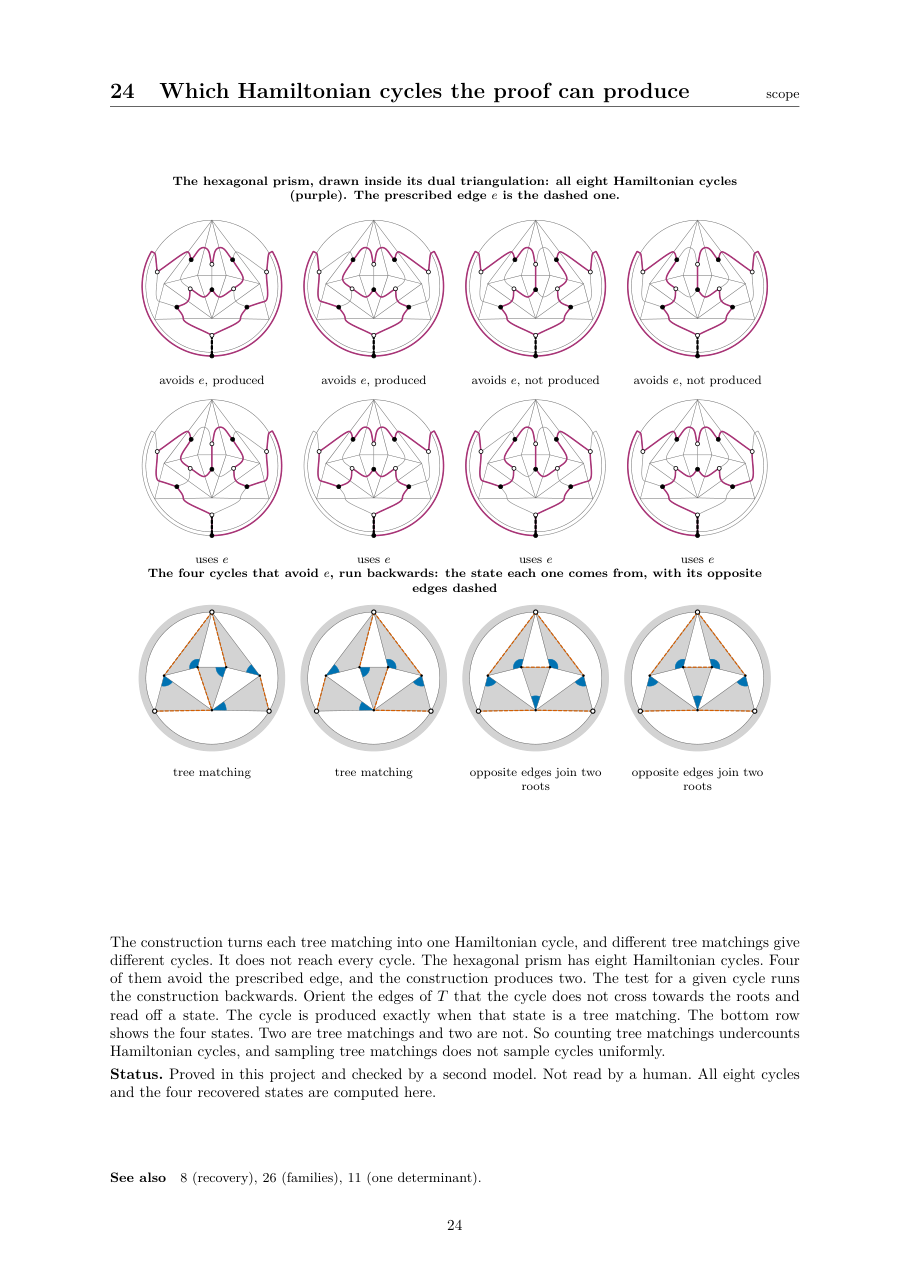 24 Which Hamiltonian cycles the proof can produce scope
The hexagonal prism, drawn inside its dual triangulation: all eight Hamiltonian cycles
(purple). The prescribed edge e is the dashed one.
avoids e, produced avoids e, produced avoids e, not produced avoids e, not produced
uses e uses e uses e uses e
The four cycles that avoid e, run backwards: the state each one comes from, with its opposite
edges dashed
tree matching tree matching opposite edges join two opposite edges join two
roots roots
The construction turns each tree matching into one Hamiltonian cycle, and different tree matchings give
different cycles. It does not reach every cycle. The hexagonal prism has eight Hamiltonian cycles. Four
of them avoid the prescribed edge, and the construction produces two. The test for a given cycle runs
the construction backwards. Orient the edges of T that the cycle does not cross towards the roots and
read off a state. The cycle is produced exactly when that state is a tree matching. The bottom row
shows the four states. Two are tree matchings and two are not. So counting tree matchings undercounts
Hamiltonian cycles, and sampling tree matchings does not sample cycles uniformly.
Status. Proved in this project and checked by a second model. Not read by a human. All eight cycles
and the four recovered states are computed here.
See also 8 (recovery), 26 (families), 11 (one determinant).
24